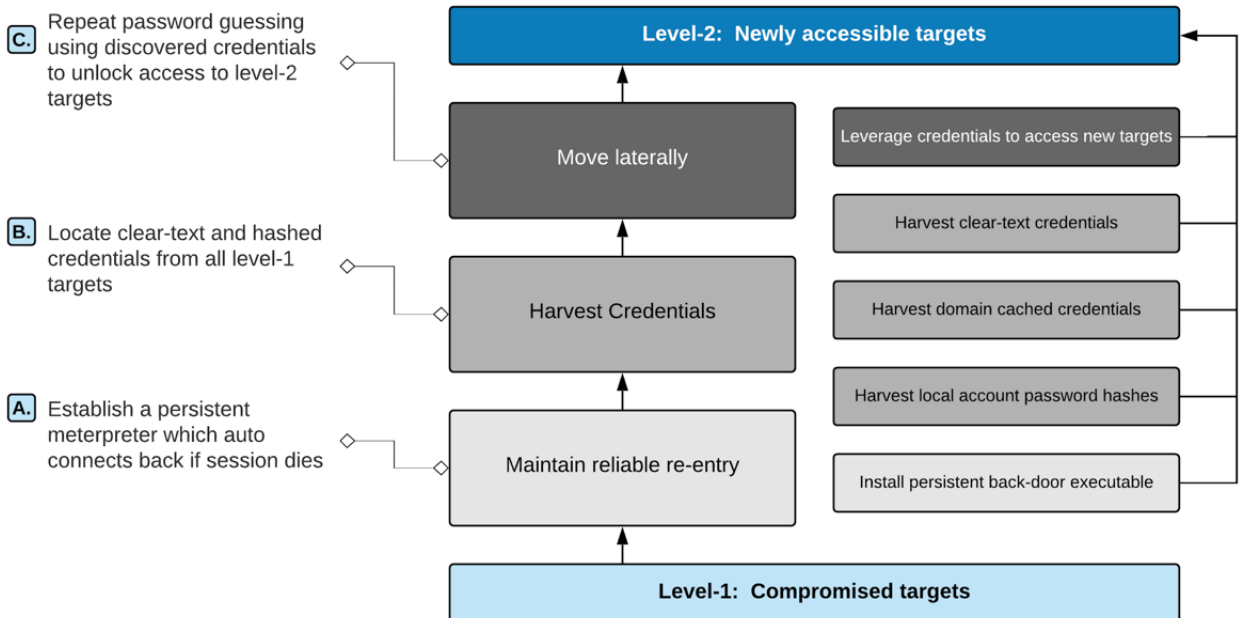 C. Repeat password guessing
using discovered credentials
to unlock access to level-2
targets
Level-2:  Newly accessible targets
Move laterally
Leverage credentials to access new targets
B. Locate clear-text and hashed
credentials from all level-1
targets
Harvest clear-text credentials
Harvest Credentials
Harvest domain cached credentials
Harvest local account password hashes
A. Establish a persistent
meterpreter which auto
connects back if session dies
Maintain reliable re-entry
Install persistent back-door executable
Level-1:  Compromised targets